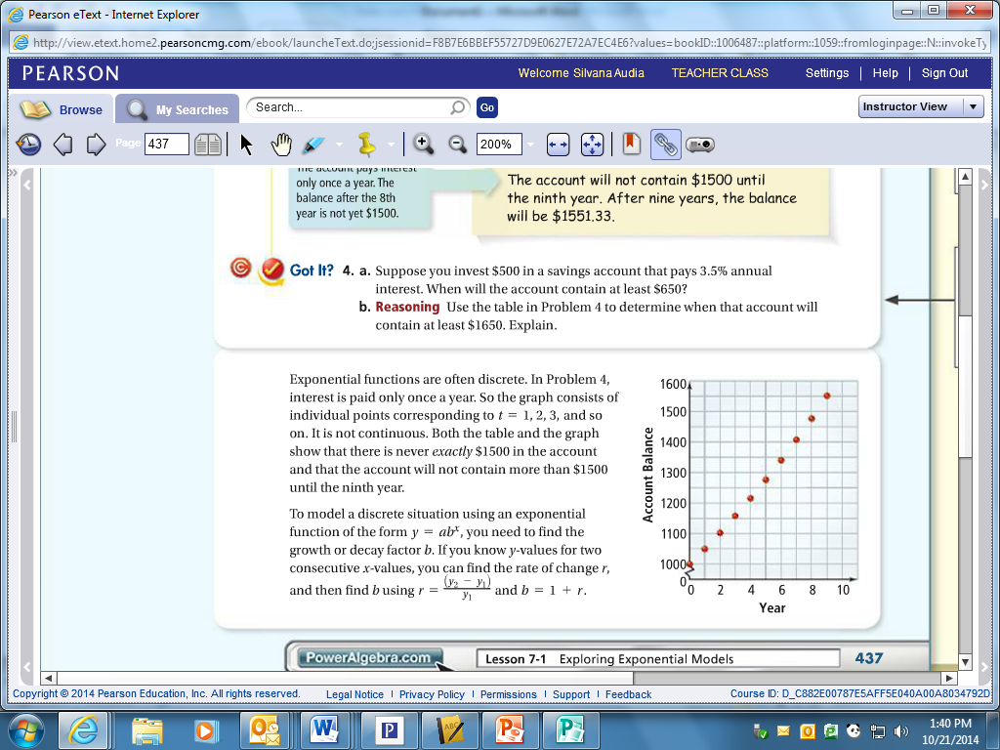 Pearson eText - Internet Explorer
http://view.etext.home2.pearsoncmg.com/ebook/launcheText.do;jsessionid=F8B7E6BBEF55727D9E0627E72A7EC4E6?values=bookID::1006487::platform::1059::fromloginpage::N::invokeTy
PEARSON
Welcome Silvana Audia TEACHER CLASS Settings | Help | Sign Out
Browse My Searches Search... Go Instructor View
Page 437 200%
The account pays interest
only once a year. The
balance after the 8th
year is not yet $1500.
The account will not contain $1500 until
the ninth year. After nine years, the balance
will be $1551.33.
Got It? 4. a. Suppose you invest $500 in a savings account that pays 3.5% annual
interest. When will the account contain at least $650?
b. Reasoning Use the table in Problem 4 to determine when that account will
contain at least $1650. Explain.
Exponential functions are often discrete. In Problem 4,
interest is paid only once a year. So the graph consists of
individual points corresponding to t = 1, 2, 3, and so
on. It is not continuous. Both the table and the graph
show that there is never exactly $1500 in the account
and that the account will not contain more than $1500
until the ninth year.
To model a discrete situation using an exponential
function of the form y = abˣ, you need to find the
growth or decay factor b. If you know y-values for two
consecutive x-values, you can find the rate of change r,
and then find b using r = (y₂ − y₁)/y₁ and b = 1 + r.
Account Balance
1600
1500
1400
1300
1200
1100
1000
0
0 2 4 6 8 10
Year
PowerAlgebra.com
Lesson 7-1 Exploring Exponential Models 437
Copyright © 2014 Pearson Education, Inc. All rights reserved. Legal Notice | Privacy Policy | Permissions | Support | Feedback Course ID: D_C882E00787E5AFF5E040A00A8034792D
W P ABC P P
1:40 PM
10/21/2014